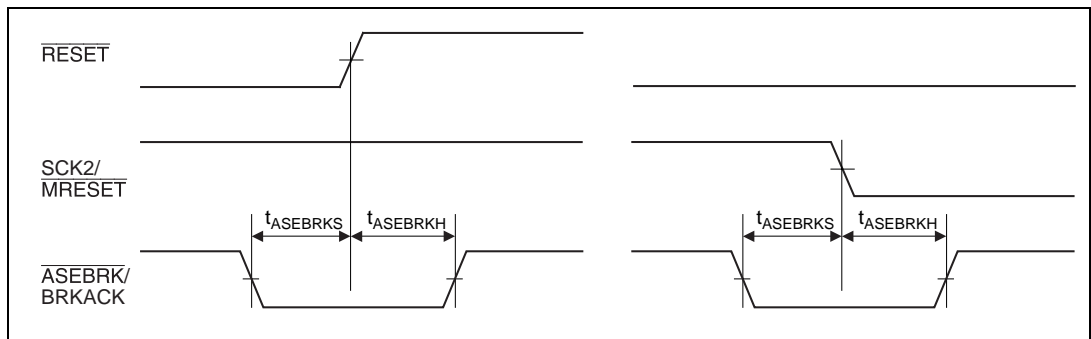 RESET
SCK2/
MRESET
tASEBRKS tASEBRKH tASEBRKS tASEBRKH
ASEBRK/
BRKACK